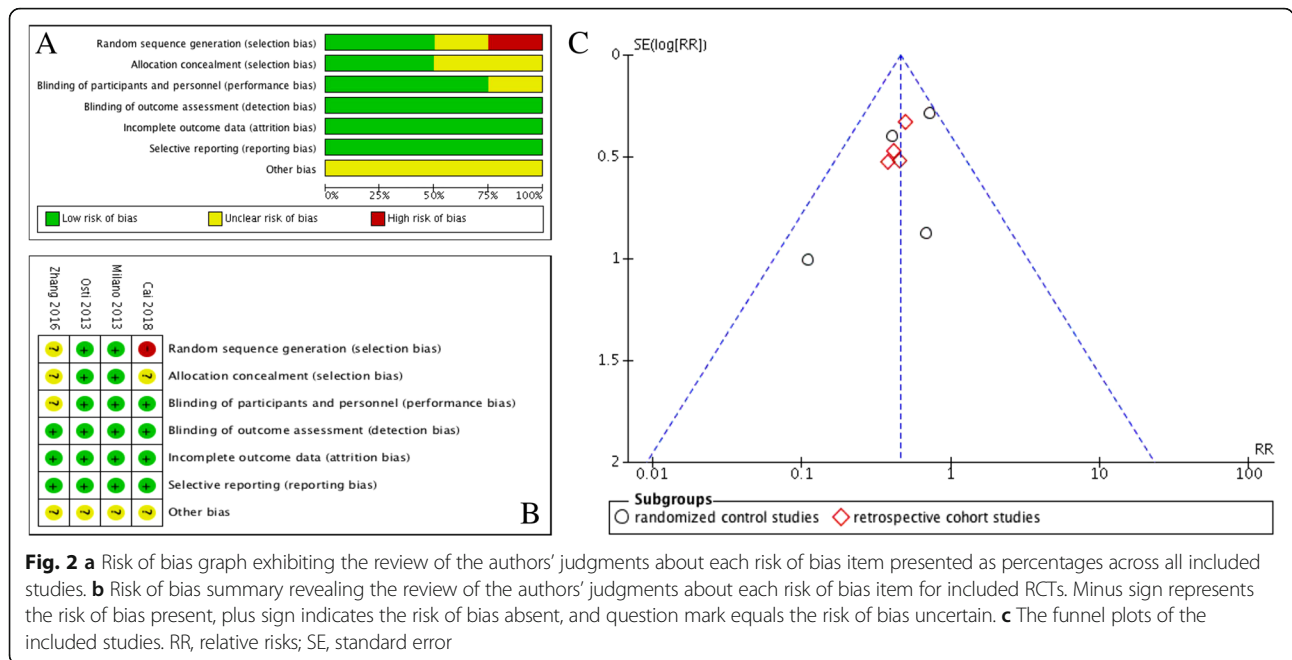 A
Random sequence generation (selection bias)
Allocation concealment (selection bias)
Blinding of participants and personnel (performance bias)
Blinding of outcome assessment (detection bias)
Incomplete outcome data (attrition bias)
Selective reporting (reporting bias)
Other bias
0% 25% 50% 75% 100%
Low risk of bias Unclear risk of bias High risk of bias
Zhang 2016
Osti 2013
Milano 2013
Cai 2018
? + + - Random sequence generation (selection bias)
? + + ? Allocation concealment (selection bias)
? + + + Blinding of participants and personnel (performance bias)
+ + + + Blinding of outcome assessment (detection bias)
+ + + + Incomplete outcome data (attrition bias)
+ + + + Selective reporting (reporting bias)
? ? ? ? Other bias
B
C
SE(log[RR])
0
0.5
1
1.5
2
0.01 0.1 1 10 100
RR
Subgroups
randomized control studies retrospective cohort studies
Fig. 2 a Risk of bias graph exhibiting the review of the authors’ judgments about each risk of bias item presented as percentages across all included
studies. b Risk of bias summary revealing the review of the authors’ judgments about each risk of bias item for included RCTs. Minus sign represents
the risk of bias present, plus sign indicates the risk of bias absent, and question mark equals the risk of bias uncertain. c The funnel plots of the
included studies. RR, relative risks; SE, standard error